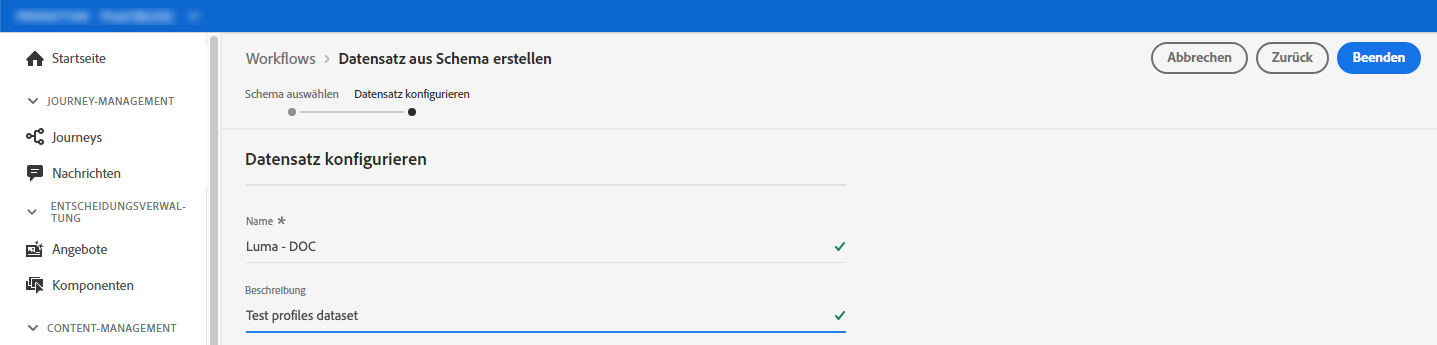 Startseite
JOURNEY-MANAGEMENT
Journeys
Nachrichten
ENTSCHEIDUNGSVERWAL-
TUNG
Angebote
Komponenten
CONTENT-MANAGEMENT
Workflows > Datensatz aus Schema erstellen
Abbrechen Zurück Beenden
Schema auswählen Datensatz konfigurieren
Datensatz konfigurieren
Name *
Luma - DOC
Beschreibung
Test profiles dataset